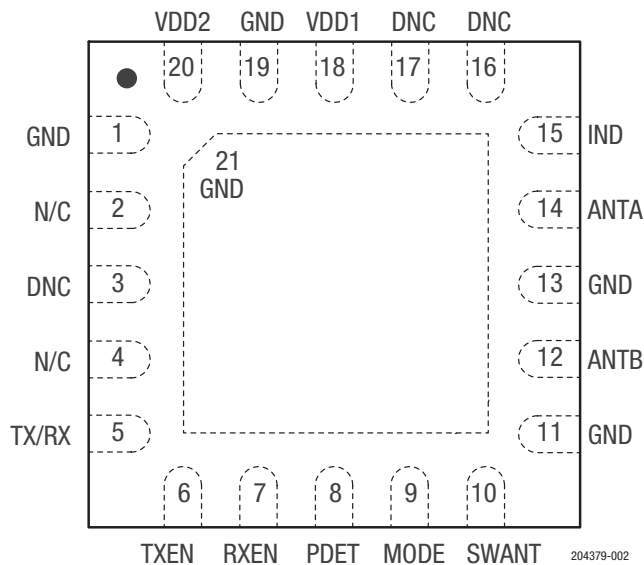 VDD2 GND VDD1 DNC DNC
20 19 18 17 16
GND 1 15 IND
21
GND
N/C 2 14 ANTA
DNC 3 13 GND
N/C 4 12 ANTB
TX/RX 5 11 GND
6 7 8 9 10
TXEN RXEN PDET MODE SWANT
204379-002